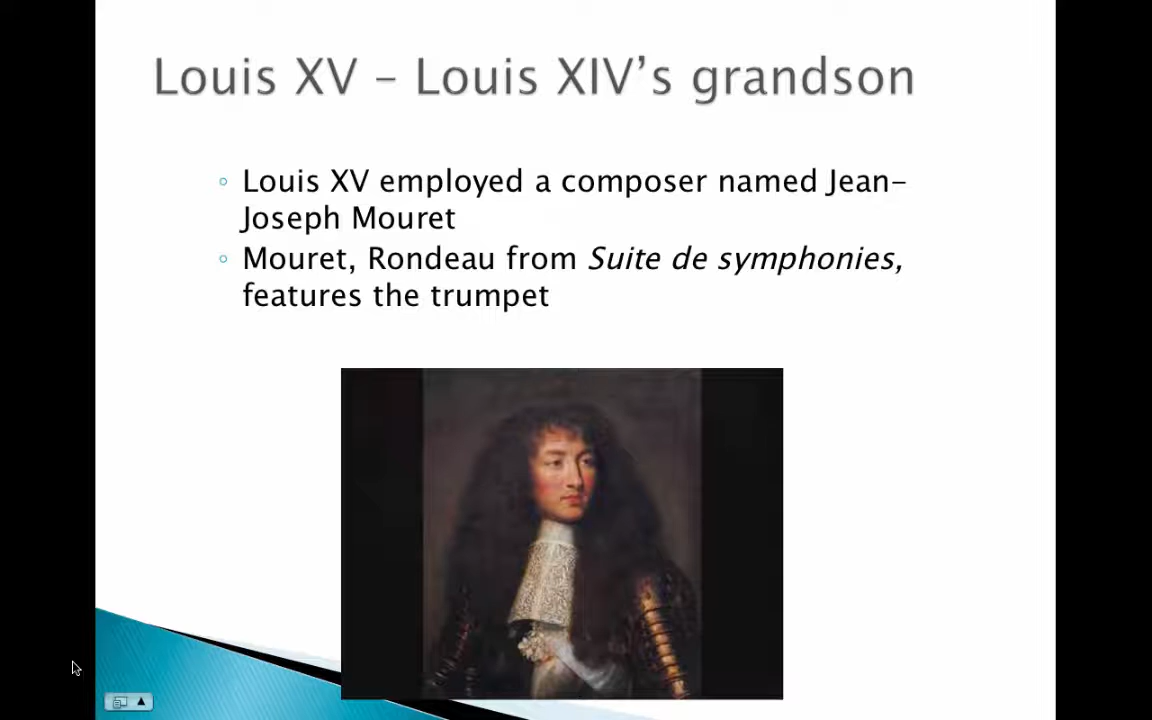 Louis XV – Louis XIV’s grandson
Louis XV employed a composer named Jean-
Joseph Mouret
Mouret, Rondeau from Suite de symphonies,
features the trumpet